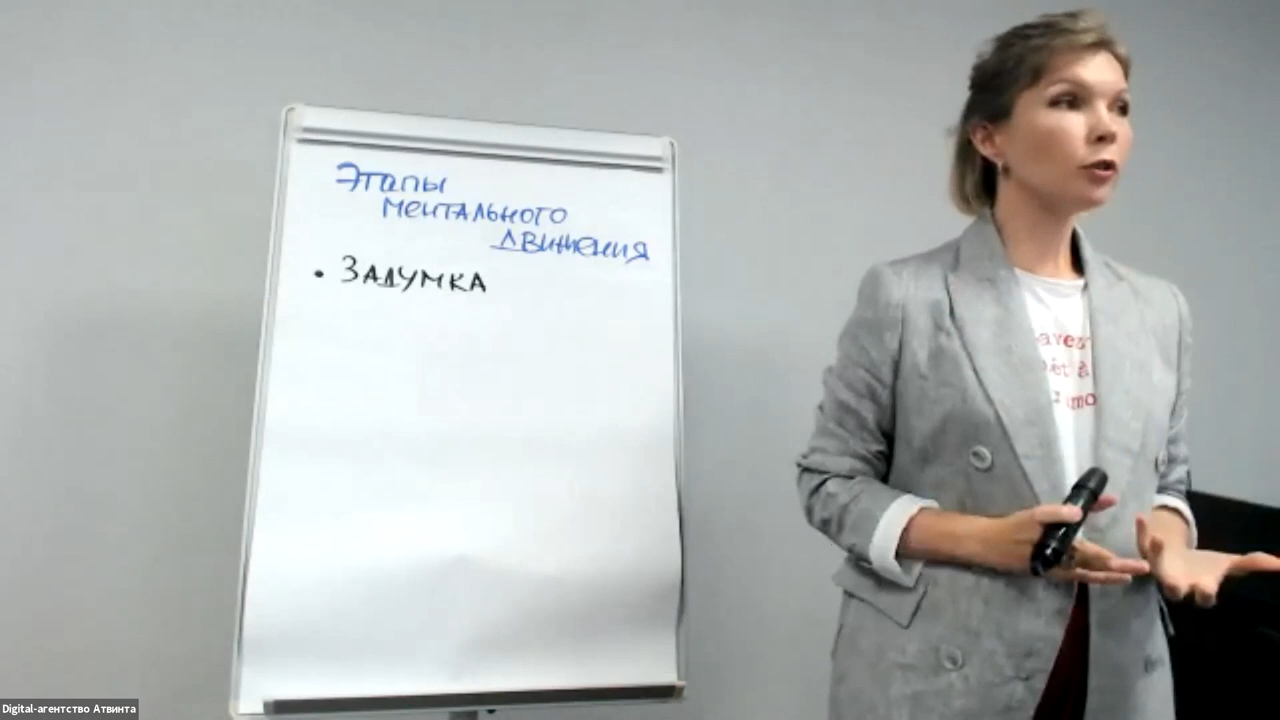 Этапы
ментального
движения
• Задумка
Digital-агентство Атвинта